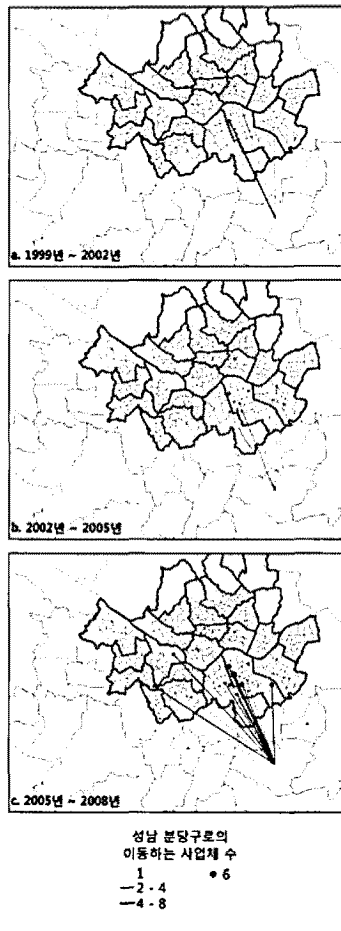 a. 1999년 ~ 2002년
b. 2002년 ~ 2005년
c. 2005년 ~ 2008년
성남 분당구로의
이동하는 사업체 수
1 6
2 - 4
4 - 8